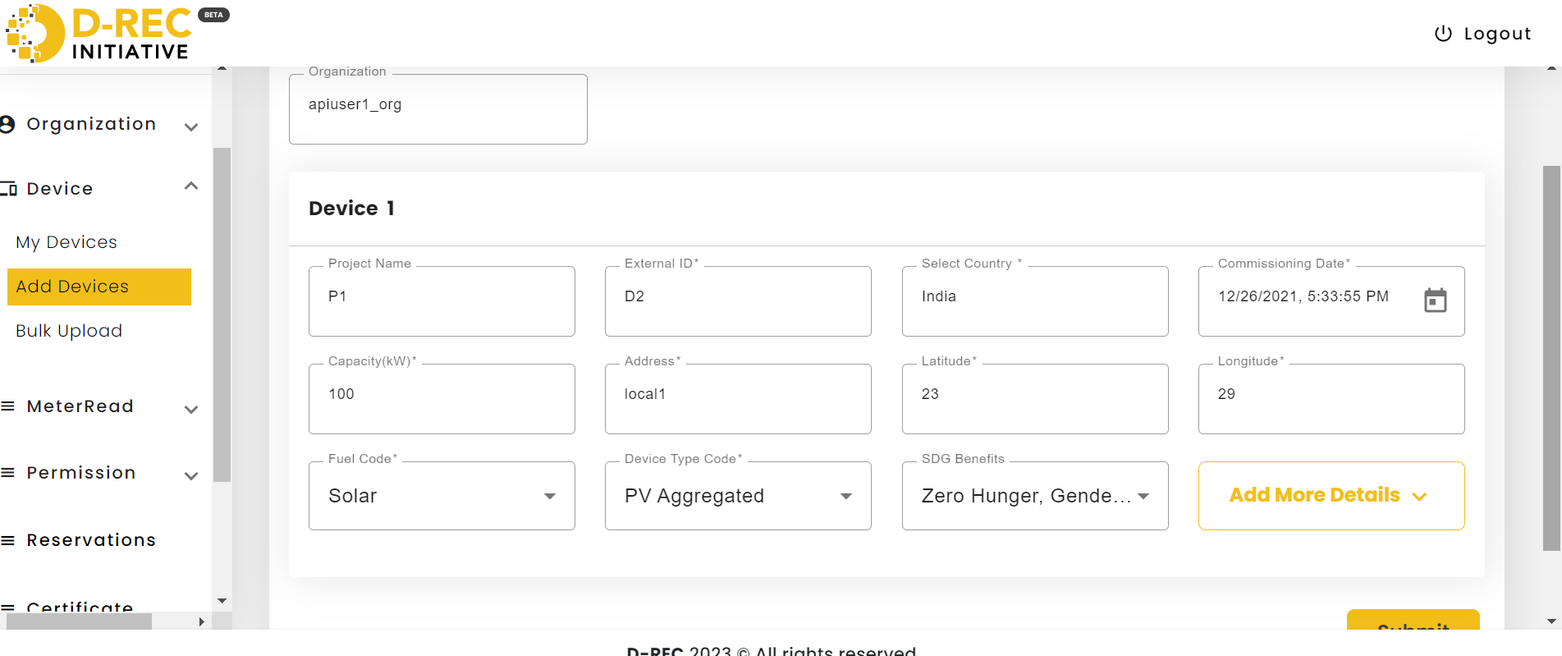 D-REC BETA
INITIATIVE
Logout
Organization
Device
My Devices
Add Devices
Bulk Upload
MeterRead
Permission
Reservations
Certificate
Organization
apiuser1_org
Device 1
Project Name External ID* Select Country * Commissioning Date*
P1 D2 India 12/26/2021, 5:33:55 PM
Capacity(kW)* Address* Latitude* Longitude*
100 local1 23 29
Fuel Code* Device Type Code* SDG Benefits
Solar PV Aggregated Zero Hunger, Gende... Add More Details
Submit
D-REC 2023 © All rights reserved